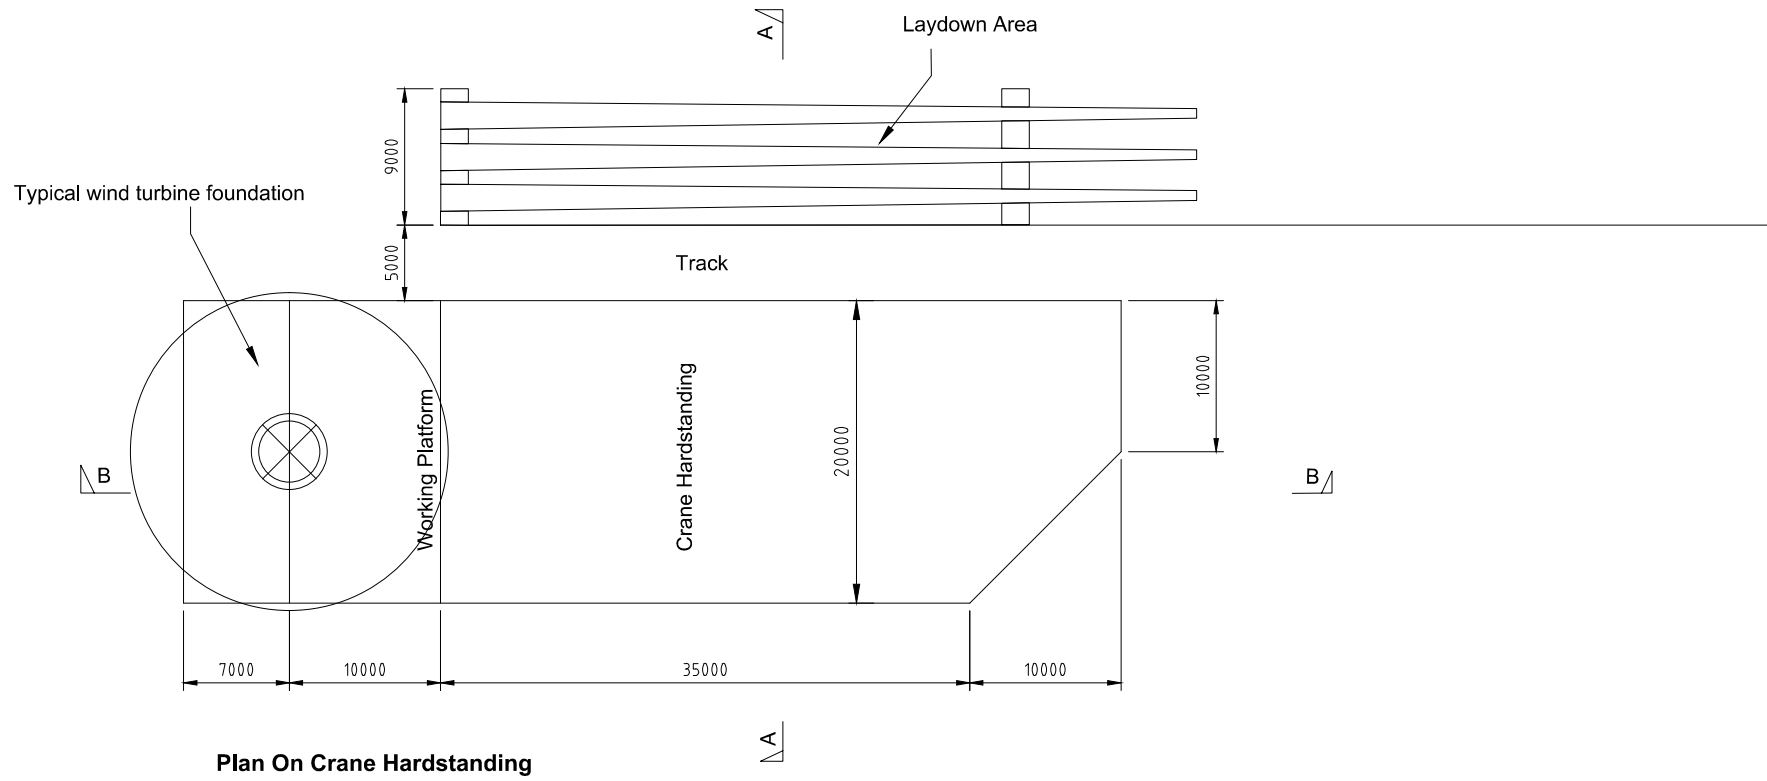 A
Laydown Area
9000
Typical wind turbine foundation
5000
Track
10000
Working Platform
Crane Hardstanding
20000
B
B
7000
10000
35000
10000
A
Plan On Crane Hardstanding